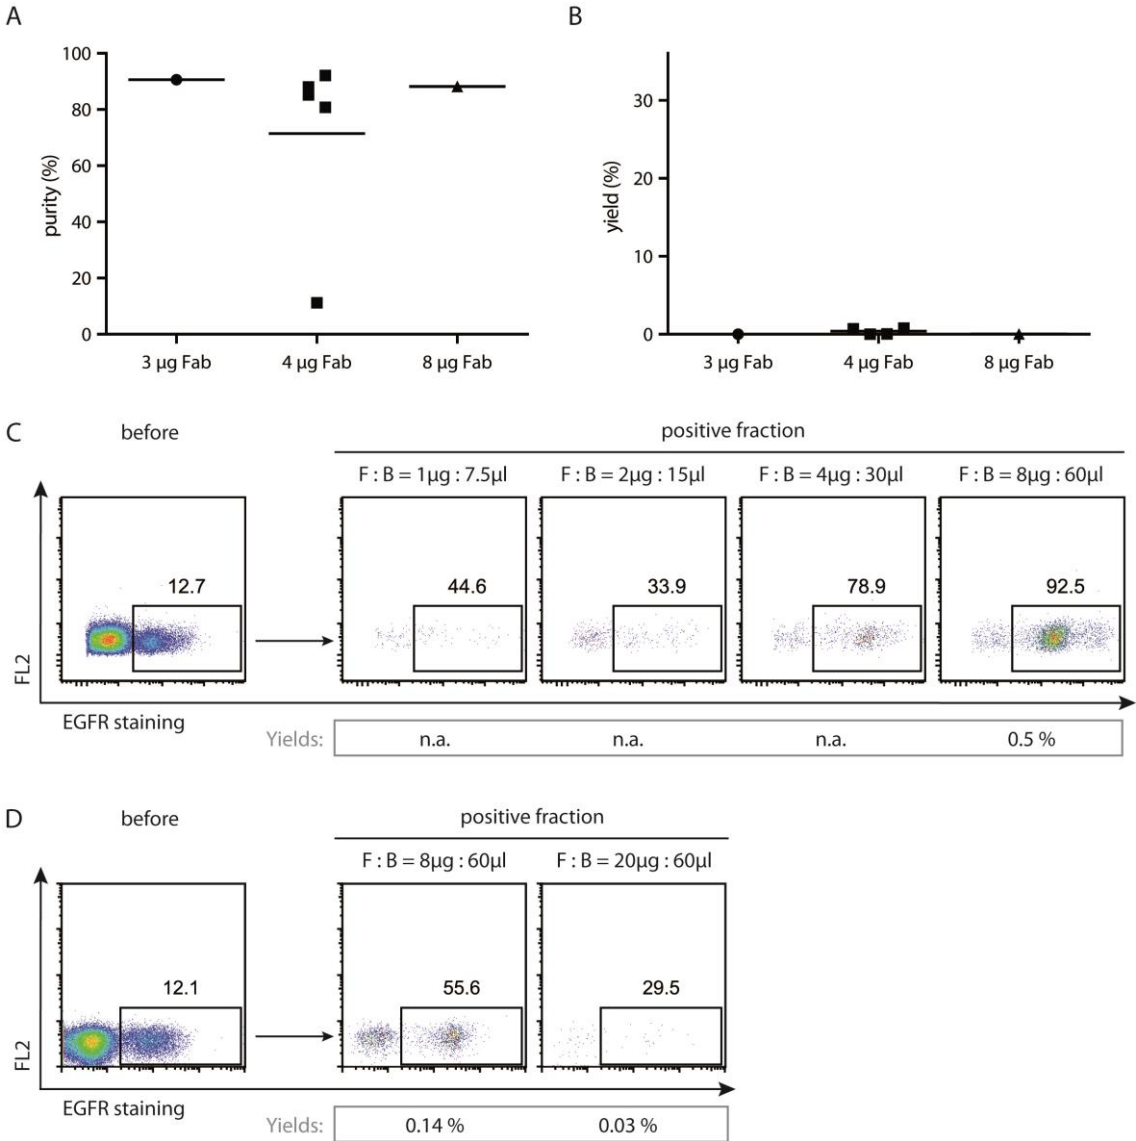 A
B
100
80
60
40
20
0
purity (%)
3 µg Fab
4 µg Fab
8 µg Fab
30
20
10
0
yield (%)
3 µg Fab
4 µg Fab
8 µg Fab
C
before
positive fraction
F : B = 1µg : 7.5µl
F : B = 2µg : 15µl
F : B = 4µg : 30µl
F : B = 8µg : 60µl
12.7
44.6
33.9
78.9
92.5
FL2
EGFR staining
Yields:
n.a.
n.a.
n.a.
0.5 %
D
before
positive fraction
F : B = 8µg : 60µl
F : B = 20µg : 60µl
12.1
55.6
29.5
FL2
EGFR staining
Yields:
0.14 %
0.03 %